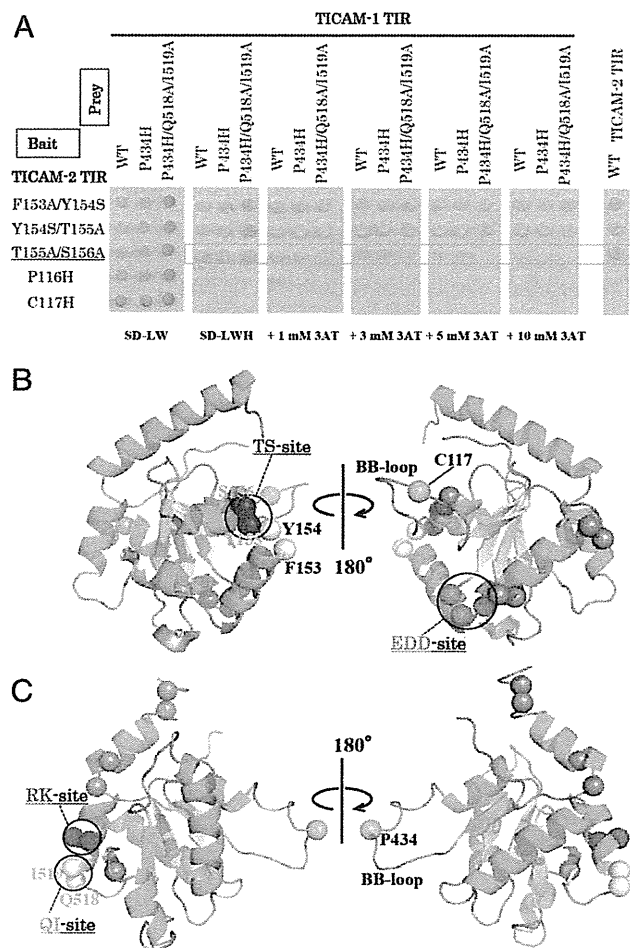 A
TICAM-1 TIR
Prey
Bait
WT
P434H
P434H/Q518A/I519A
WT
P434H
P434H/Q518A/I519A
WT
P434H
P434H/Q518A/I519A
WT
P434H
P434H/Q518A/I519A
WT
P434H
P434H/Q518A/I519A
WT
P434H
P434H/Q518A/I519A
WT TICAM-2 TIR
TICAM-2 TIR
F153A/Y154S
Y154S/T155A
T155A/S156A
P116H
C117H
SD-LW
SD-LWH
+ 1 mM 3AT
+ 3 mM 3AT
+ 5 mM 3AT
+ 10 mM 3AT
B
TS-site
Y154
F153
180°
BB-loop
C117
EDD-site
C
RK-site
Q518
QI-site
180°
P434
BB-loop